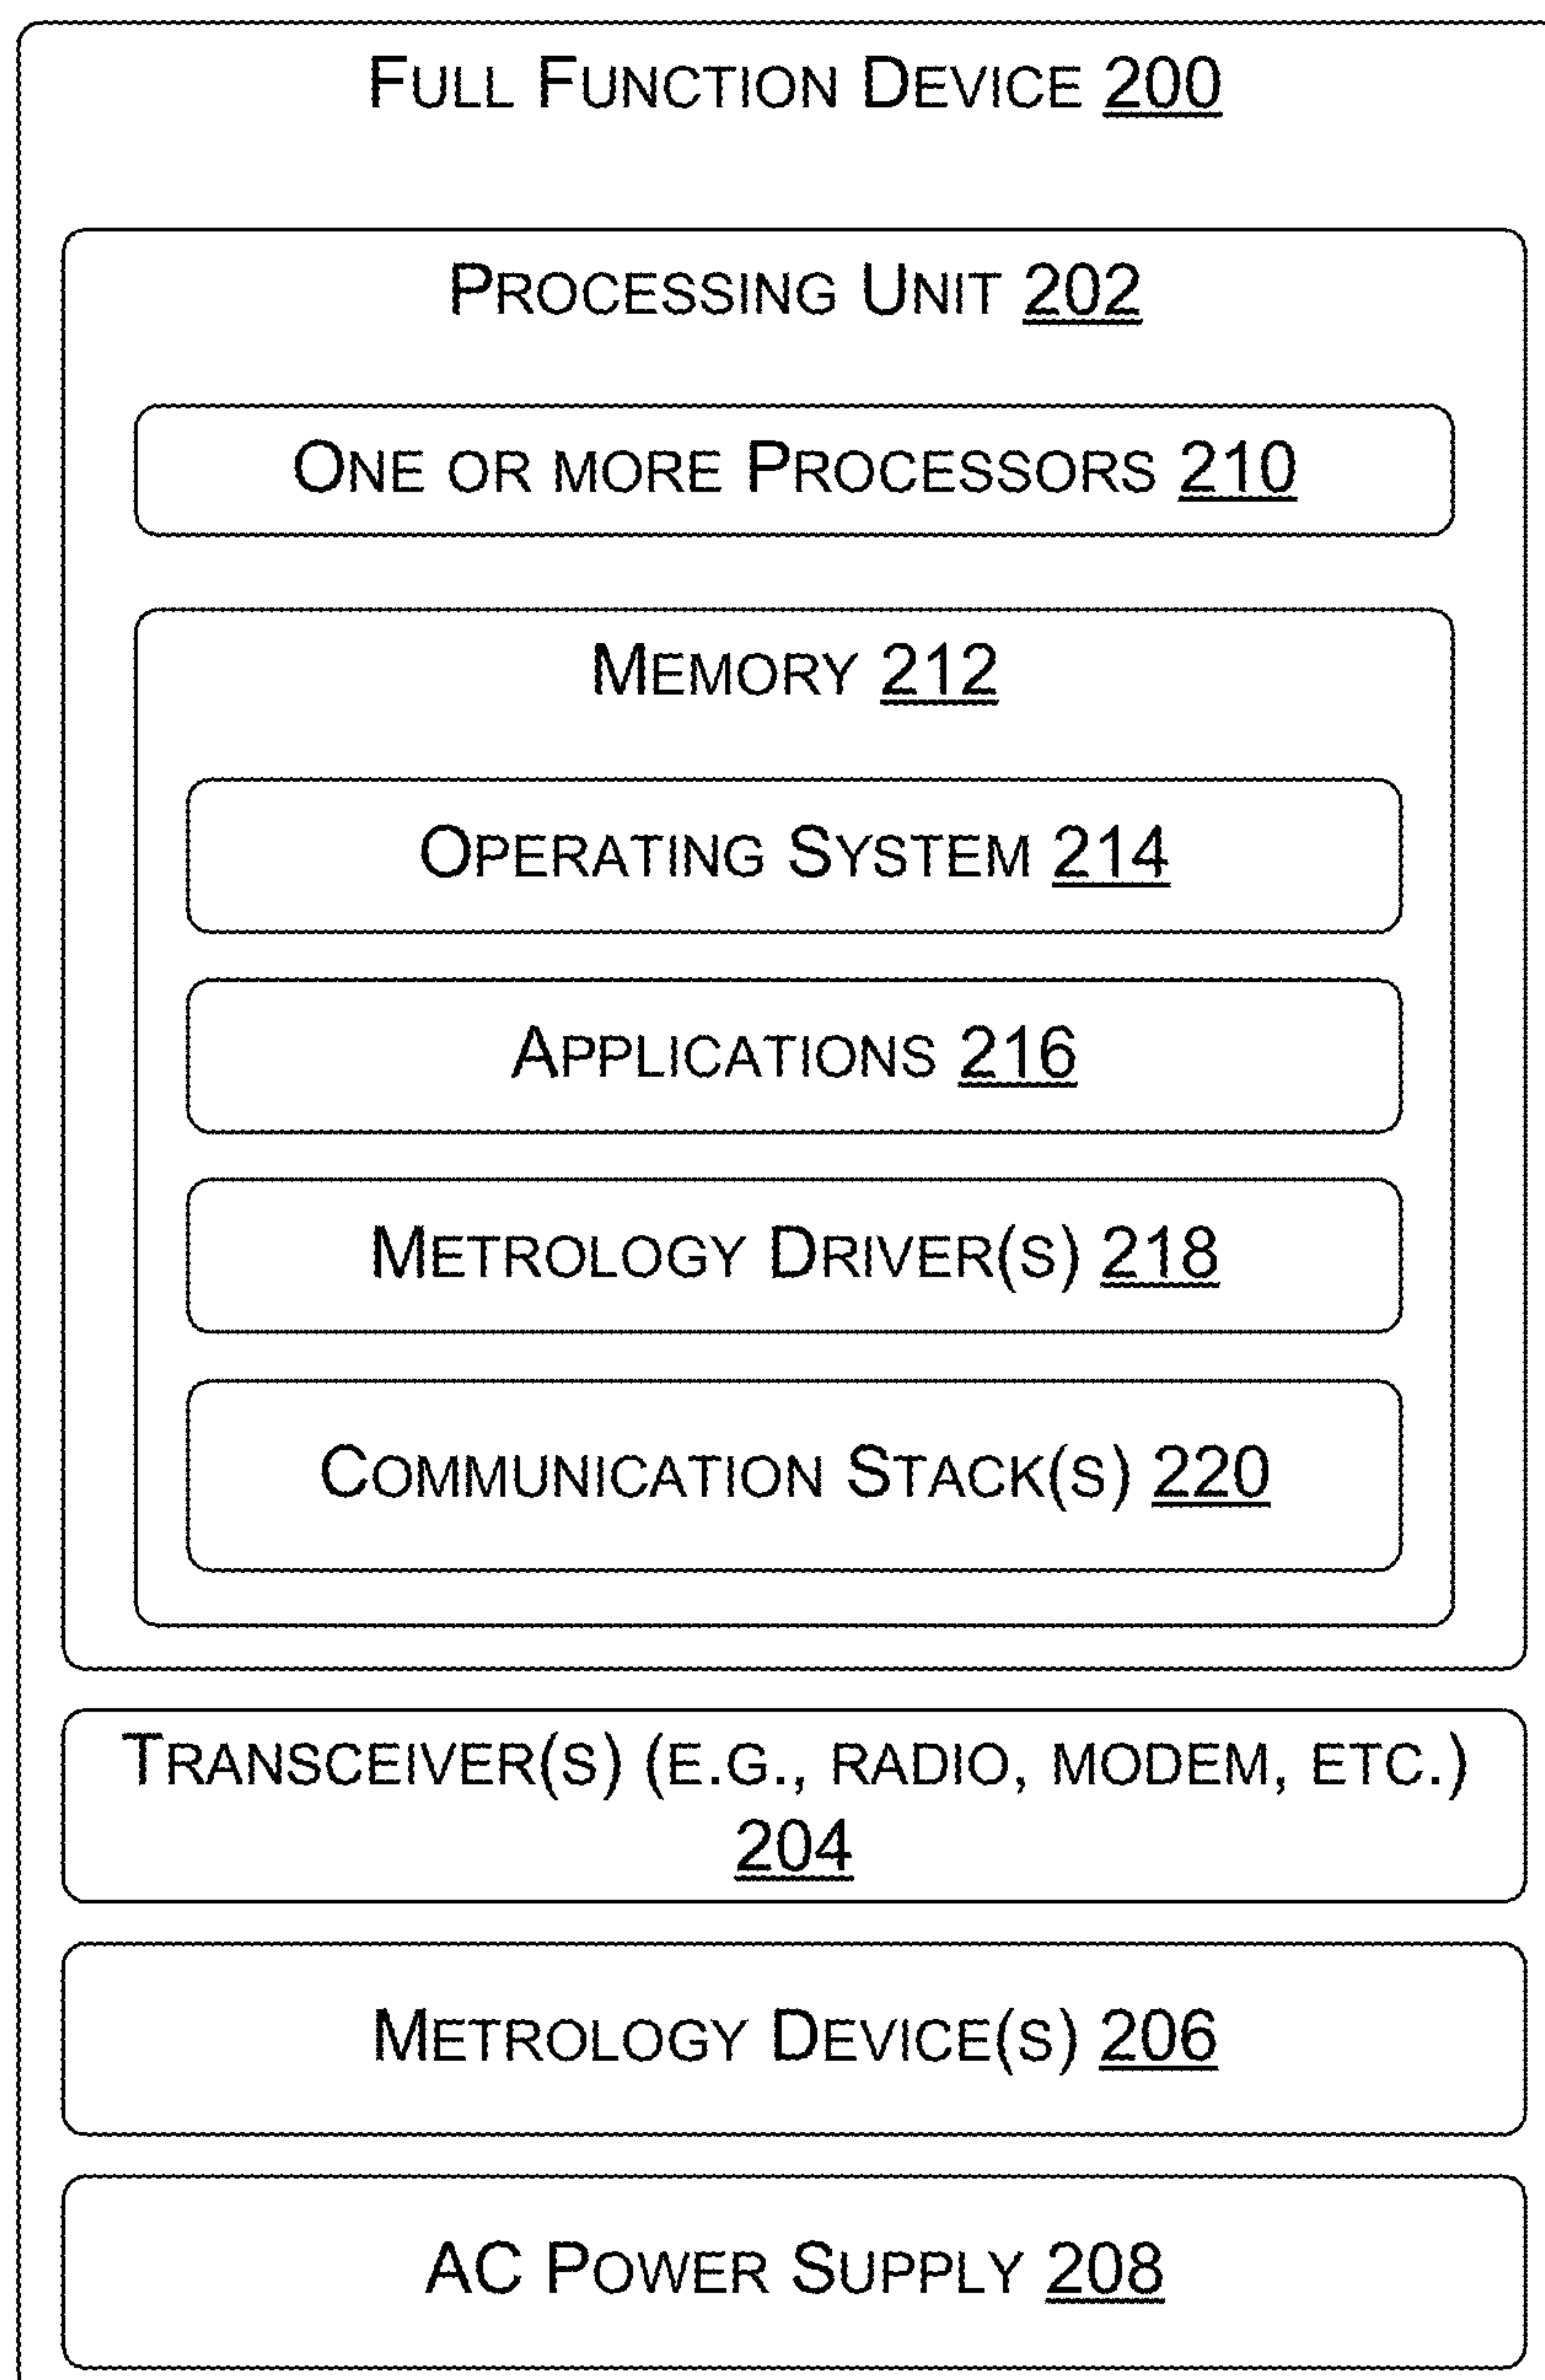 FULL FUNCTION DEVICE 200
PROCESSING UNIT 202
ONE OR MORE PROCESSORS 210
MEMORY 212
OPERATING SYSTEM 214
APPLICATIONS 216
METROLOGY DRIVER(S) 218
COMMUNICATION STACK(S) 220
TRANSCEIVER(S) (E.G., RADIO, MODEM, ETC.)
204
METROLOGY DEVICE(S) 206
AC POWER SUPPLY 208